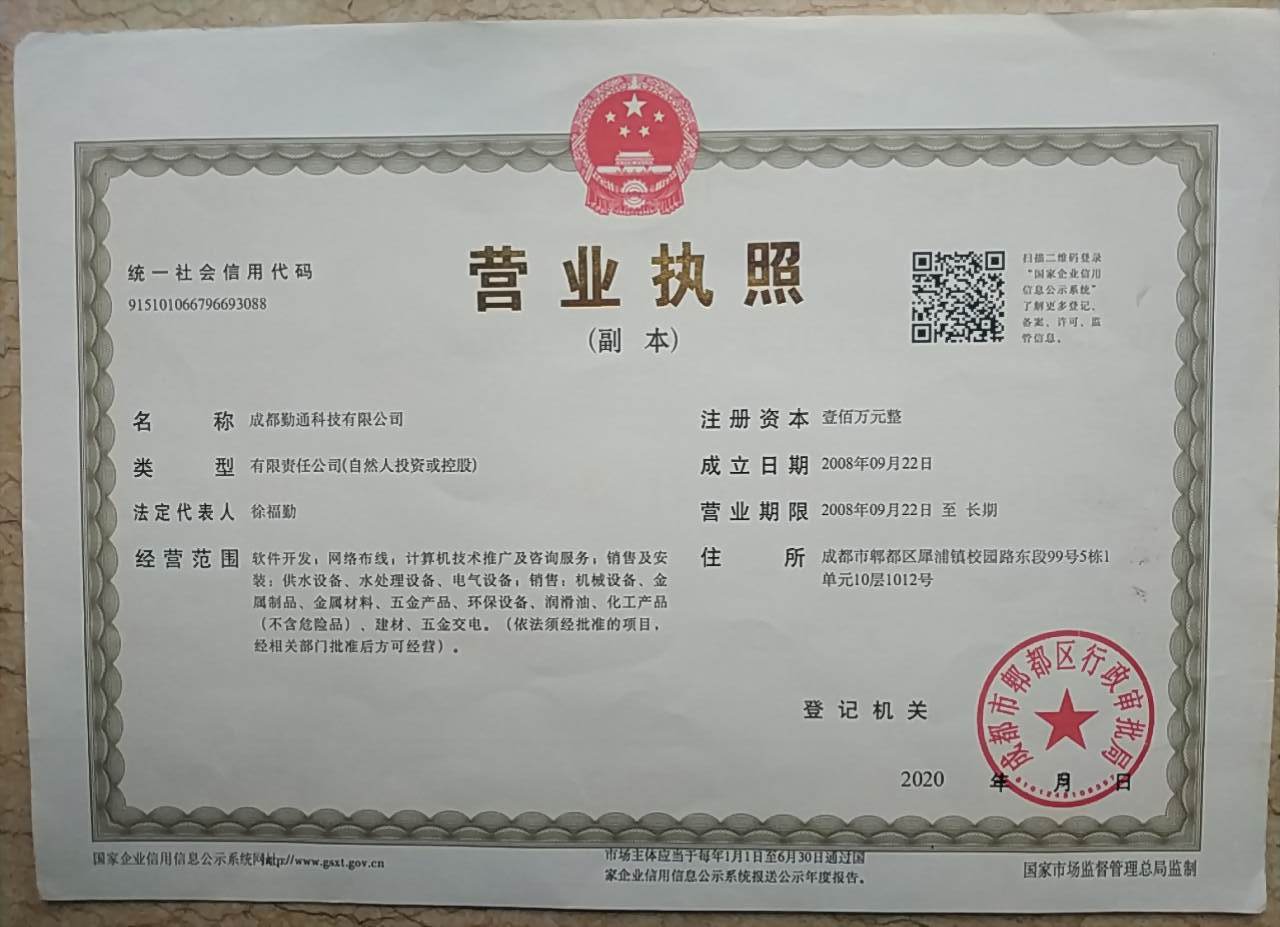 营业执照
(副 本)
统一社会信用代码
915101066796693088
扫描二维码登录
“国家企业信用
信息公示系统”
了解更多登记、
备案、许可、监
管信息。
名 称 成都勤通科技有限公司
类 型 有限责任公司(自然人投资或控股)
法定代表人 徐福勤
经营范围 软件开发；网络布线；计算机技术推广及咨询服务；销售及安
装：供水设备、水处理设备、电气设备；销售：机械设备、金
属制品、金属材料、五金产品、环保设备、润滑油、化工产品
（不含危险品）、建材、五金交电。（依法须经批准的项目，
经相关部门批准后方可经营）。
注册资本 壹佰万元整
成立日期 2008年09月22日
营业期限 2008年09月22日 至 长期
住 所 成都市郫都区犀浦镇校园路东段99号5栋1
单元10层1012号
登记机关
成都市郫都区行政审批局
2020 年 月 日
国家企业信用信息公示系统网址http://www.gsxt.gov.cn
市场主体应当于每年1月1日至6月30日通过国
家企业信用信息公示系统报送公示年度报告。
国家市场监督管理总局监制